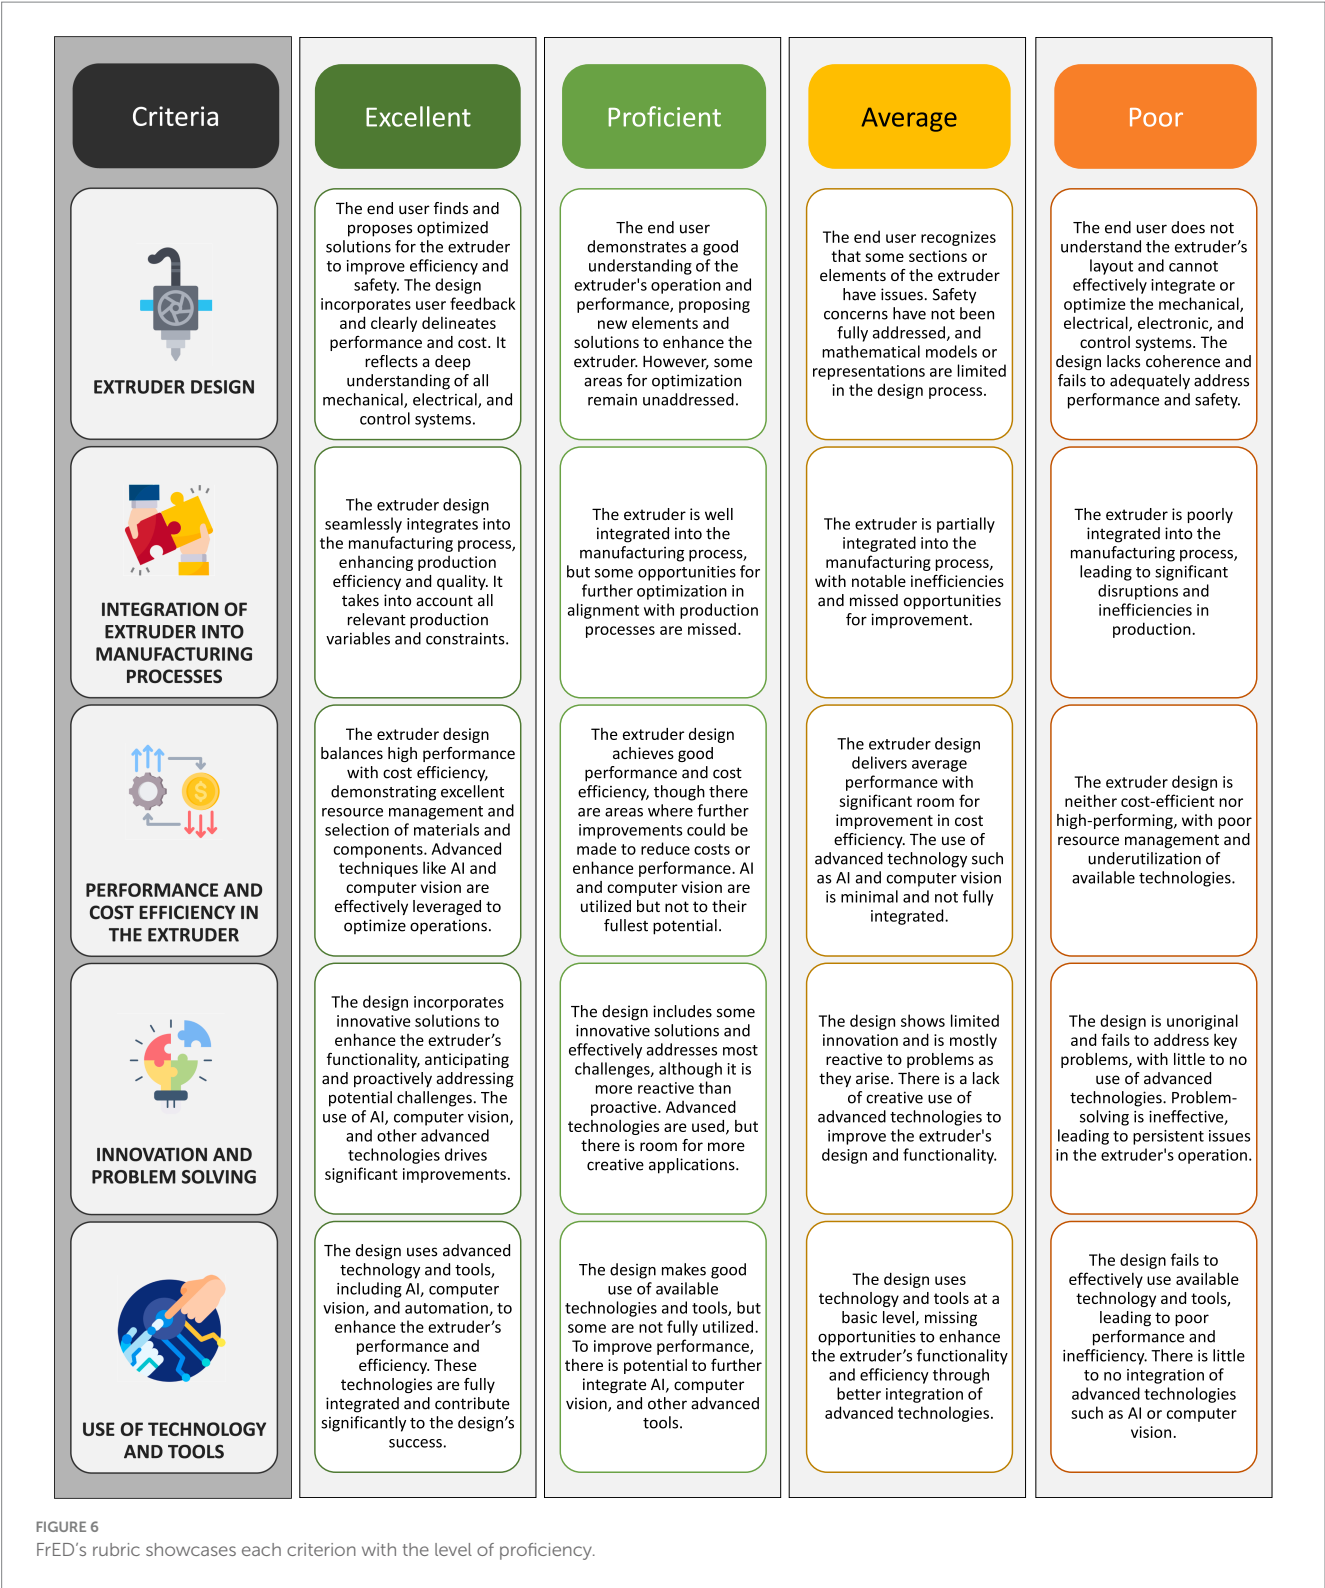 Criteria
Excellent
Proficient
Average
Poor
EXTRUDER DESIGN
The end user finds and
proposes optimized
solutions for the extruder
to improve efficiency and
safety. The design
incorporates user feedback
and clearly delineates
performance and cost. It
reflects a deep
understanding of all
mechanical, electrical, and
control systems.
The end user
demonstrates a good
understanding of the
extruder's operation and
performance, proposing
new elements and
solutions to enhance the
extruder. However, some
areas for optimization
remain unaddressed.
The end user recognizes
that some sections or
elements of the extruder
have issues. Safety
concerns have not been
fully addressed, and
mathematical models or
representations are limited
in the design process.
The end user does not
understand the extruder’s
layout and cannot
effectively integrate or
optimize the mechanical,
electrical, electronic, and
control systems. The
design lacks coherence and
fails to adequately address
performance and safety.
INTEGRATION OF
EXTRUDER INTO
MANUFACTURING
PROCESSES
The extruder design
seamlessly integrates into
the manufacturing process,
enhancing production
efficiency and quality. It
takes into account all
relevant production
variables and constraints.
The extruder is well
integrated into the
manufacturing process,
but some opportunities for
further optimization in
alignment with production
processes are missed.
The extruder is partially
integrated into the
manufacturing process,
with notable inefficiencies
and missed opportunities
for improvement.
The extruder is poorly
integrated into the
manufacturing process,
leading to significant
disruptions and
inefficiencies in
production.
PERFORMANCE AND
COST EFFICIENCY IN
THE EXTRUDER
The extruder design
balances high performance
with cost efficiency,
demonstrating excellent
resource management and
selection of materials and
components. Advanced
techniques like AI and
computer vision are
effectively leveraged to
optimize operations.
The extruder design
achieves good
performance and cost
efficiency, though there
are areas where further
improvements could be
made to reduce costs or
enhance performance. AI
and computer vision are
utilized but not to their
fullest potential.
The extruder design
delivers average
performance with
significant room for
improvement in cost
efficiency. The use of
advanced technology such
as AI and computer vision
is minimal and not fully
integrated.
The extruder design is
neither cost-efficient nor
high-performing, with poor
resource management and
underutilization of
available technologies.
INNOVATION AND
PROBLEM SOLVING
The design incorporates
innovative solutions to
enhance the extruder’s
functionality, anticipating
and proactively addressing
potential challenges. The
use of AI, computer vision,
and other advanced
technologies drives
significant improvements.
The design includes some
innovative solutions and
effectively addresses most
challenges, although it is
more reactive than
proactive. Advanced
technologies are used, but
there is room for more
creative applications.
The design shows limited
innovation and is mostly
reactive to problems as
they arise. There is a lack
of creative use of
advanced technologies to
improve the extruder's
design and functionality.
The design is unoriginal
and fails to address key
problems, with little to no
use of advanced
technologies. Problem-
solving is ineffective,
leading to persistent issues
in the extruder's operation.
USE OF TECHNOLOGY
AND TOOLS
The design uses advanced
technology and tools,
including AI, computer
vision, and automation, to
enhance the extruder’s
performance and
efficiency. These
technologies are fully
integrated and contribute
significantly to the design’s
success.
The design makes good
use of available
technologies and tools, but
some are not fully utilized.
To improve performance,
there is potential to further
integrate AI, computer
vision, and other advanced
tools.
The design uses
technology and tools at a
basic level, missing
opportunities to enhance
the extruder’s functionality
and efficiency through
better integration of
advanced technologies.
The design fails to
effectively use available
technology and tools,
leading to poor
performance and
inefficiency. There is little
to no integration of
advanced technologies
such as AI or computer
vision.
FIGURE 6
FrED’s rubric showcases each criterion with the level of proficiency.